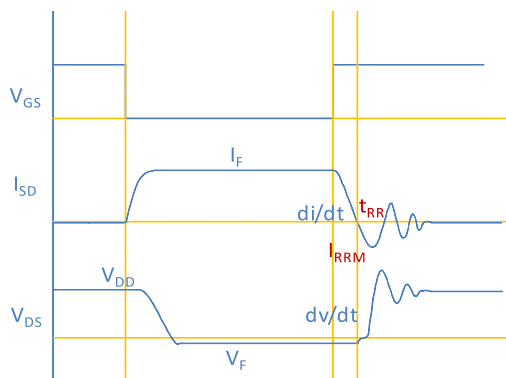 V_GS
I_F
I_SD
t_RR
di/dt
I_RRM
V_DD
V_DS
dv/dt
V_F